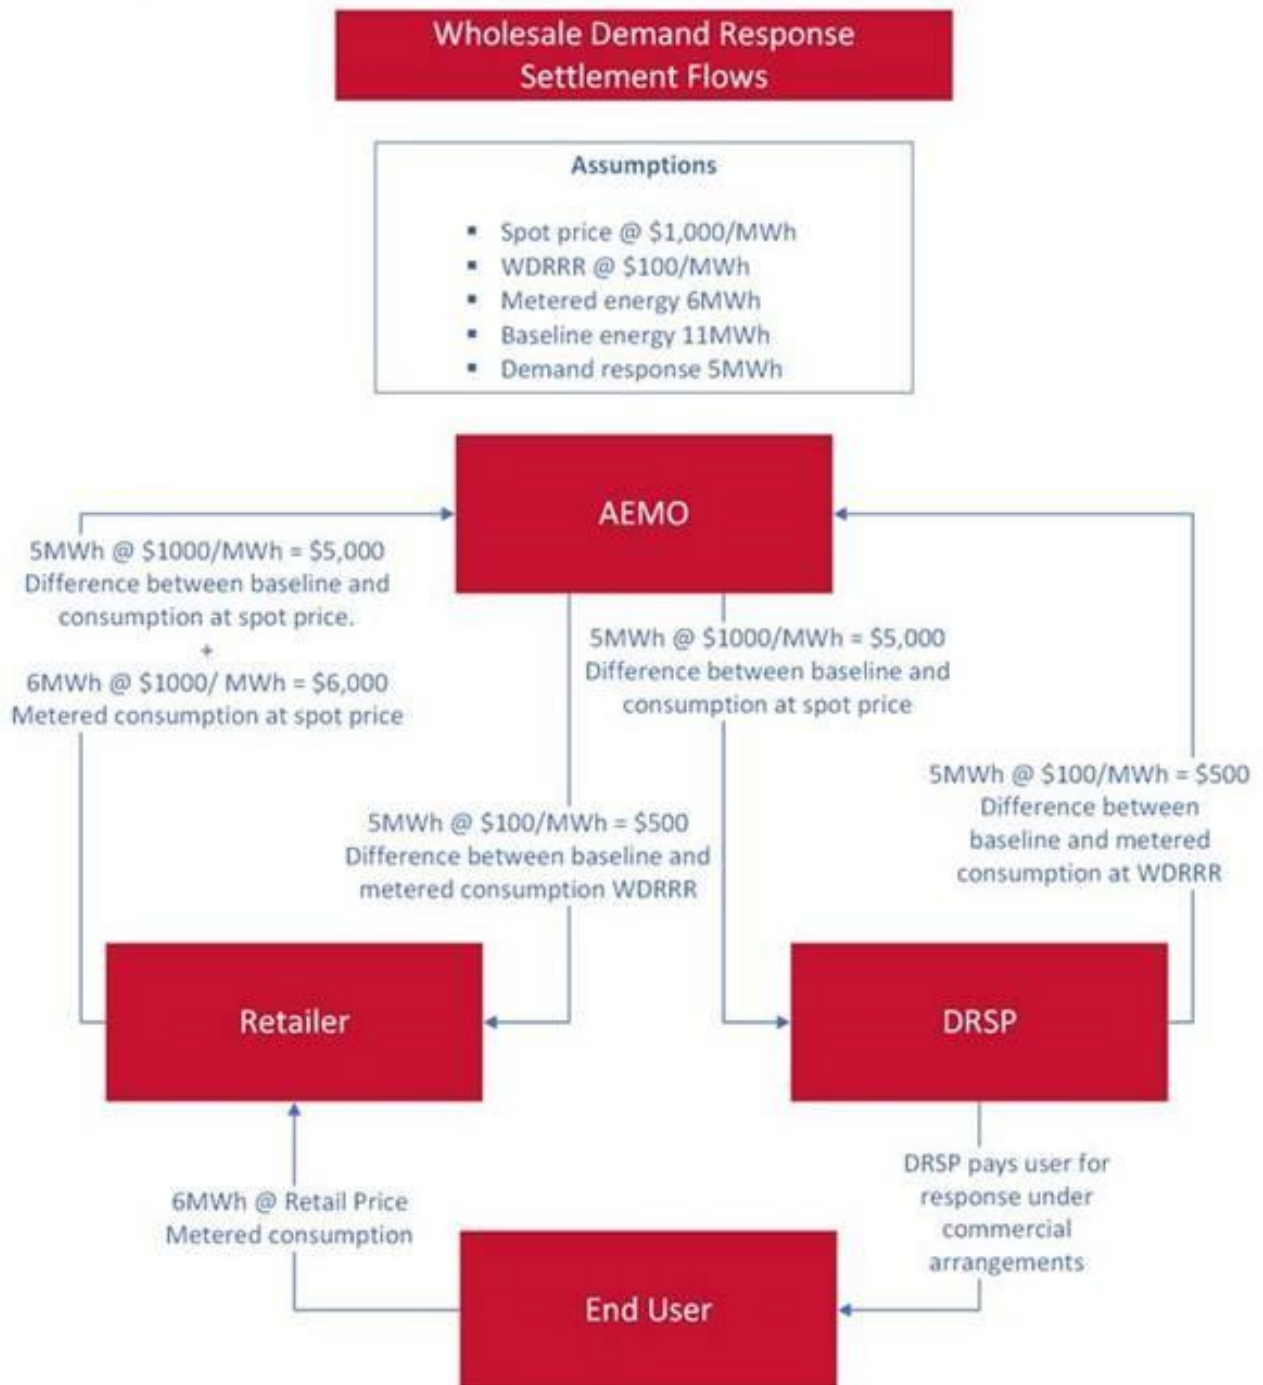 Wholesale Demand Response
Settlement Flows
Assumptions
▪ Spot price @ $1,000/MWh
▪ WDRRR @ $100/MWh
▪ Metered energy 6MWh
▪ Baseline energy 11MWh
▪ Demand response 5MWh
AEMO
5MWh @ $1000/MWh = $5,000
Difference between baseline and
consumption at spot price.
+
6MWh @ $1000/ MWh = $6,000
Metered consumption at spot price
5MWh @ $1000/MWh = $5,000
Difference between baseline and
consumption at spot price
5MWh @ $100/MWh = $500
Difference between baseline and
metered consumption WDRRR
5MWh @ $100/MWh = $500
Difference between
baseline and metered
consumption at WDRRR
Retailer
DRSP
6MWh @ Retail Price
Metered consumption
DRSP pays user for
response under
commercial
arrangements
End User